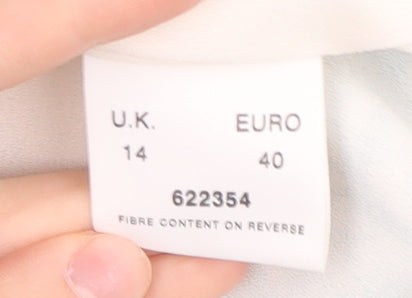 U.K. EURO
14 40
622354
FIBRE CONTENT ON REVERSE